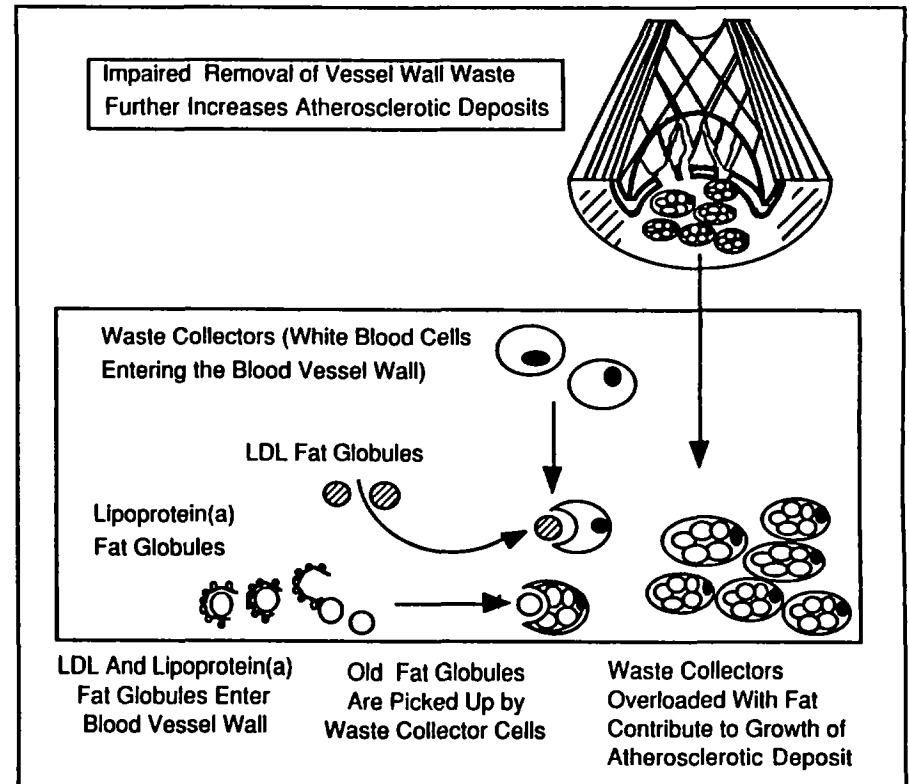 Impaired Removal of Vessel Wall Waste
Further Increases Atherosclerotic Deposits
Waste Collectors (White Blood Cells
Entering the Blood Vessel Wall)
LDL Fat Globules
Lipoprotein(a)
Fat Globules
LDL And Lipoprotein(a)
Fat Globules Enter
Blood Vessel Wall
Old Fat Globules
Are Picked Up by
Waste Collector Cells
Waste Collectors
Overloaded With Fat
Contribute to Growth of
Atherosclerotic Deposit